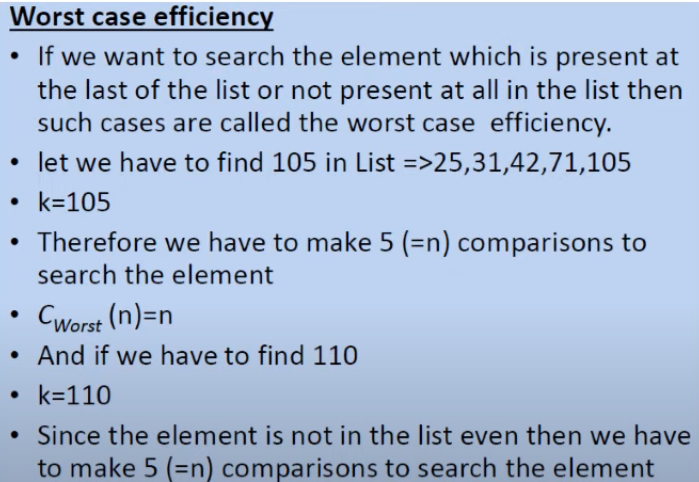 Worst case efficiency
• If we want to search the element which is present at
the last of the list or not present at all in the list then
such cases are called the worst case efficiency.
• let we have to find 105 in List =>25,31,42,71,105
• k=105
• Therefore we have to make 5 (=n) comparisons to
search the element
• C_Worst (n)=n
• And if we have to find 110
• k=110
• Since the element is not in the list even then we have
to make 5 (=n) comparisons to search the element